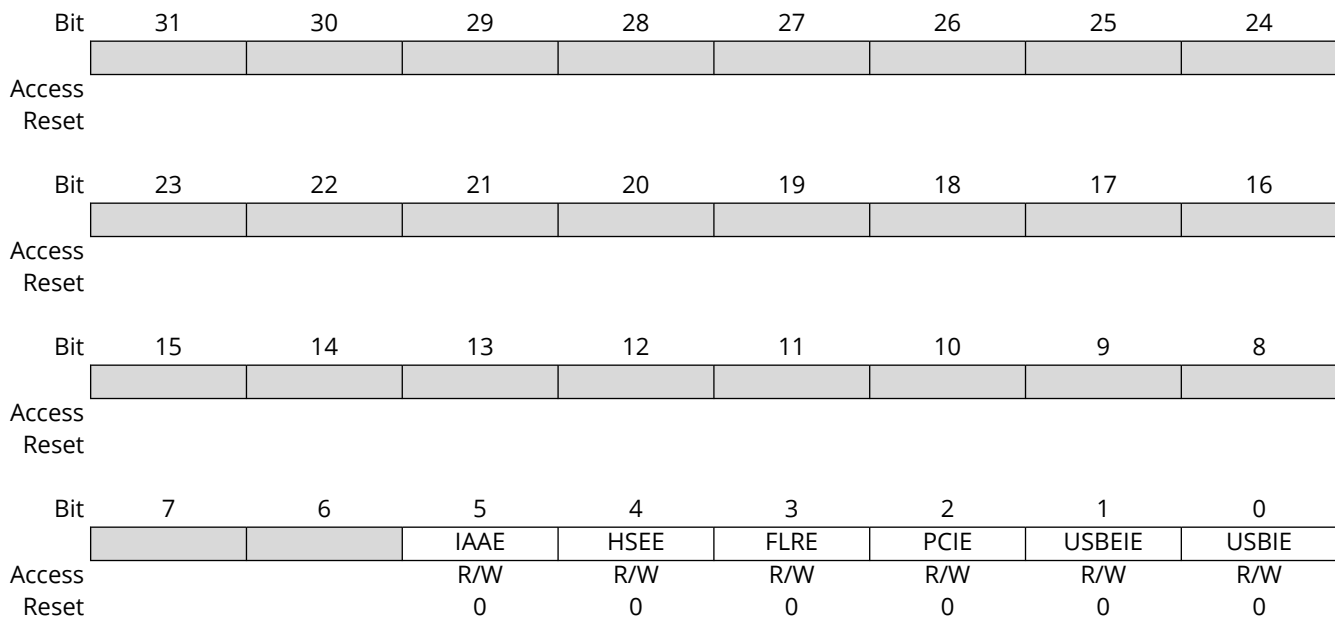 Bit 31 30 29 28 27 26 25 24
Access
Reset
Bit 23 22 21 20 19 18 17 16
Access
Reset
Bit 15 14 13 12 11 10 9 8
Access
Reset
Bit 7 6 5 4 3 2 1 0
IAAE HSEE FLRE PCIE USBEIE USBIE
Access R/W R/W R/W R/W R/W R/W
Reset 0 0 0 0 0 0